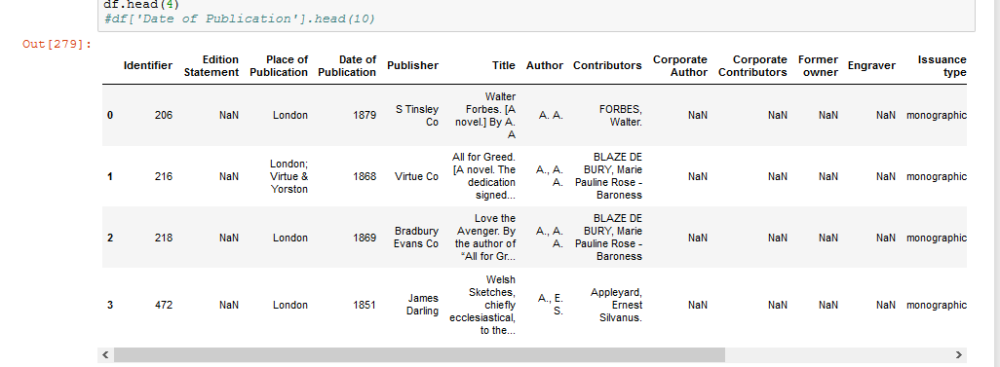 df.head(4)
#df['Date of Publication'].head(10)
Out[279]:
Identifier Edition Statement Place of Publication Date of Publication Publisher Title Author Contributors Corporate Author Corporate Contributors Former owner Engraver Issuance type
0 206 NaN London 1879 S Tinsley Co Walter Forbes. [A novel.] By A. A A. A. FORBES, Walter. NaN NaN NaN NaN monographic
1 216 NaN London; Virtue & Yorston 1868 Virtue Co All for Greed. [A novel. The dedication signed... A., A. A. BLAZE DE BURY, Marie Pauline Rose - Baroness NaN NaN NaN NaN monographic
2 218 NaN London 1869 Bradbury Evans Co Love the Avenger. By the author of “All for Gr... A., A. A. BLAZE DE BURY, Marie Pauline Rose - Baroness NaN NaN NaN NaN monographic
3 472 NaN London 1851 James Darling Welsh Sketches, chiefly ecclesiastical, to the... A., E. S. Appleyard, Ernest Silvanus. NaN NaN NaN NaN monographic